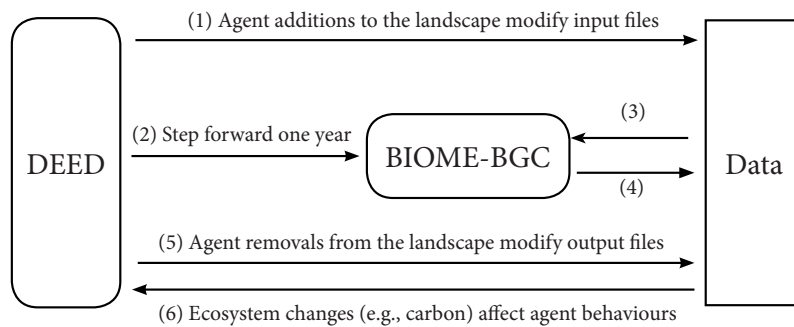 (1) Agent additions to the landscape modify input files
DEED
(2) Step forward one year
BIOME-BGC
(3)
(4)
Data
(5) Agent removals from the landscape modify output files
(6) Ecosystem changes (e.g., carbon) affect agent behaviours